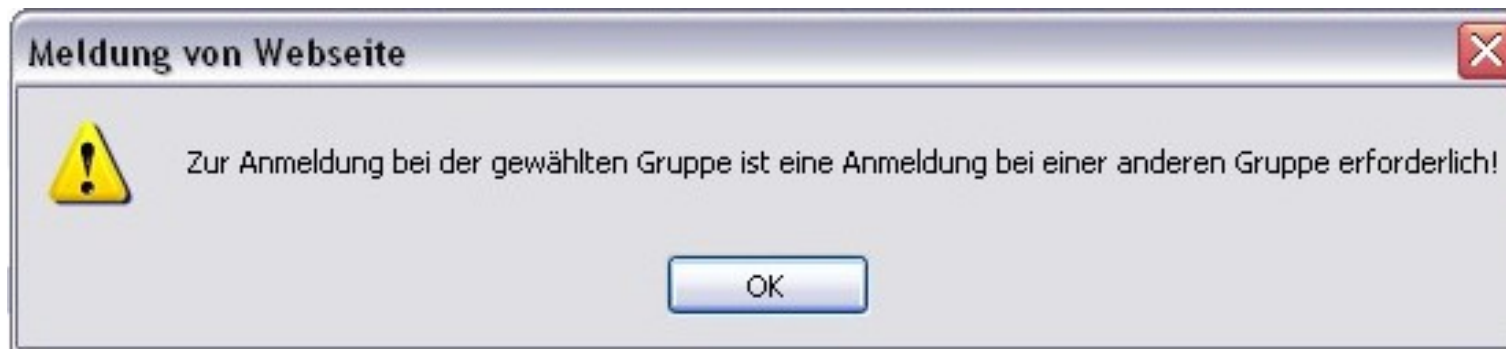 Meldung von Webseite
Zur Anmeldung bei der gewählten Gruppe ist eine Anmeldung bei einer anderen Gruppe erforderlich!
OK